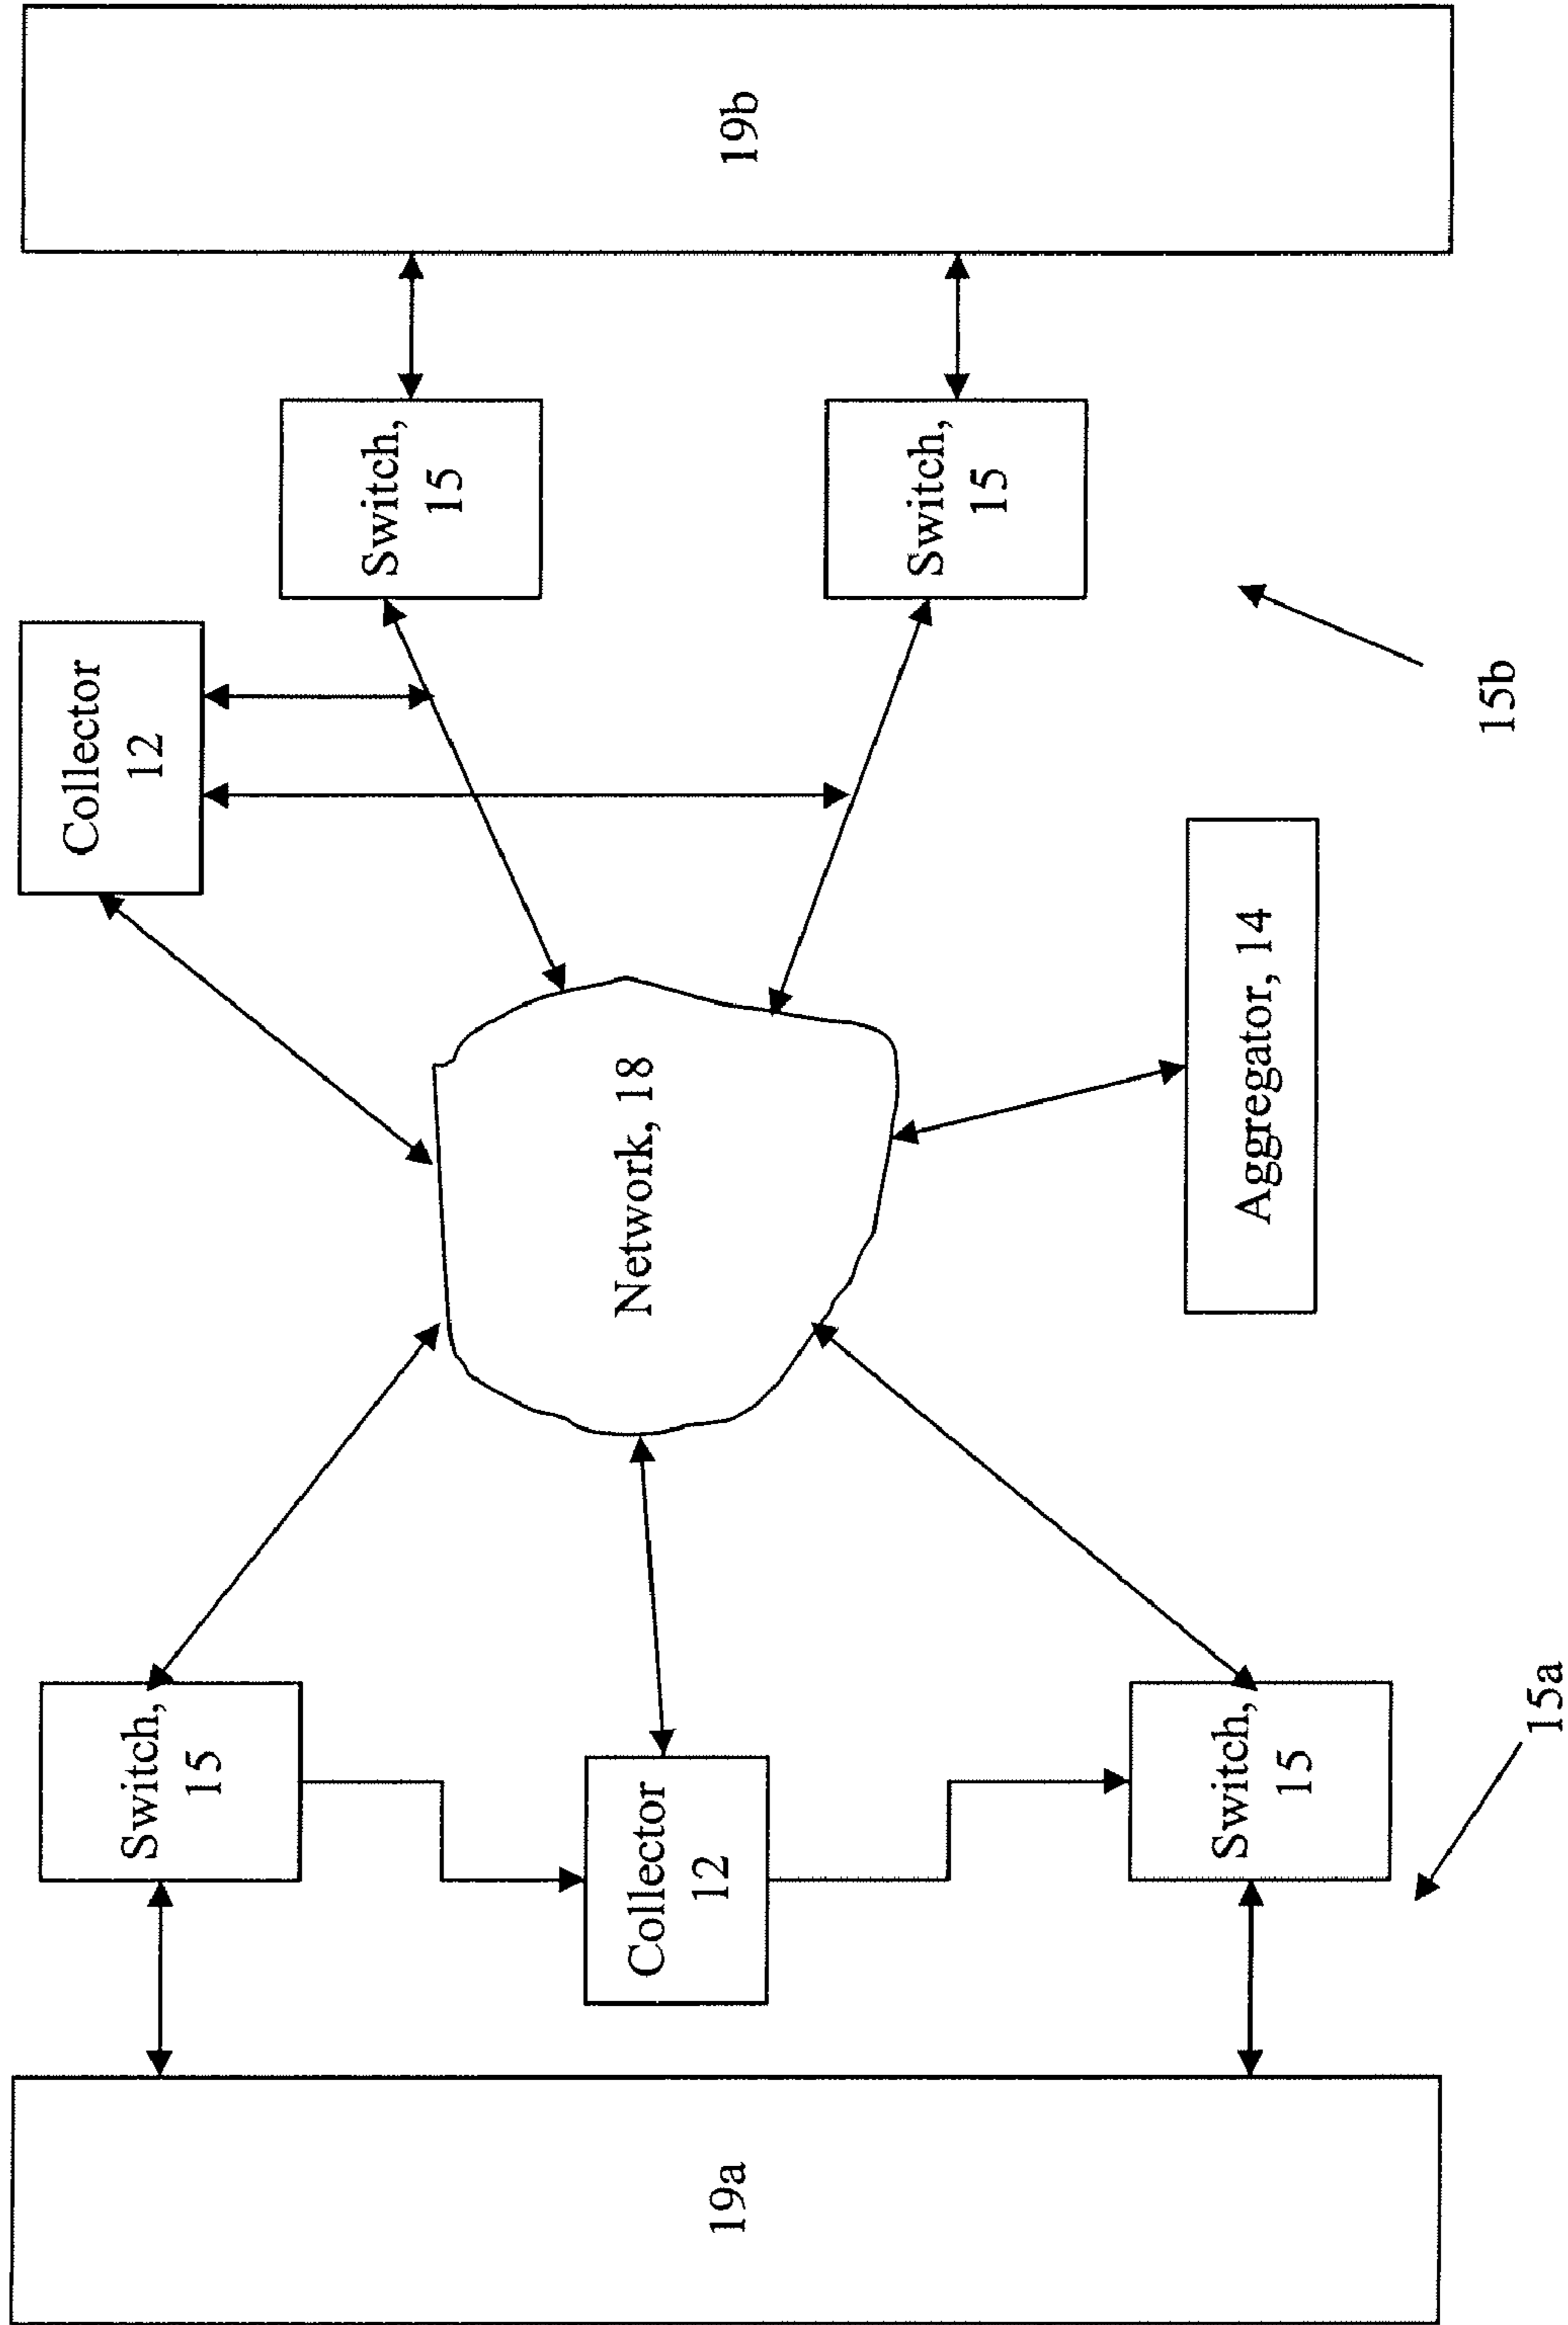 Collector
12
Switch,
15
Switch,
15
Network, 18
Collector
12
19a
19b
Switch,
15
Switch,
15
Aggregator, 14
15b
15a